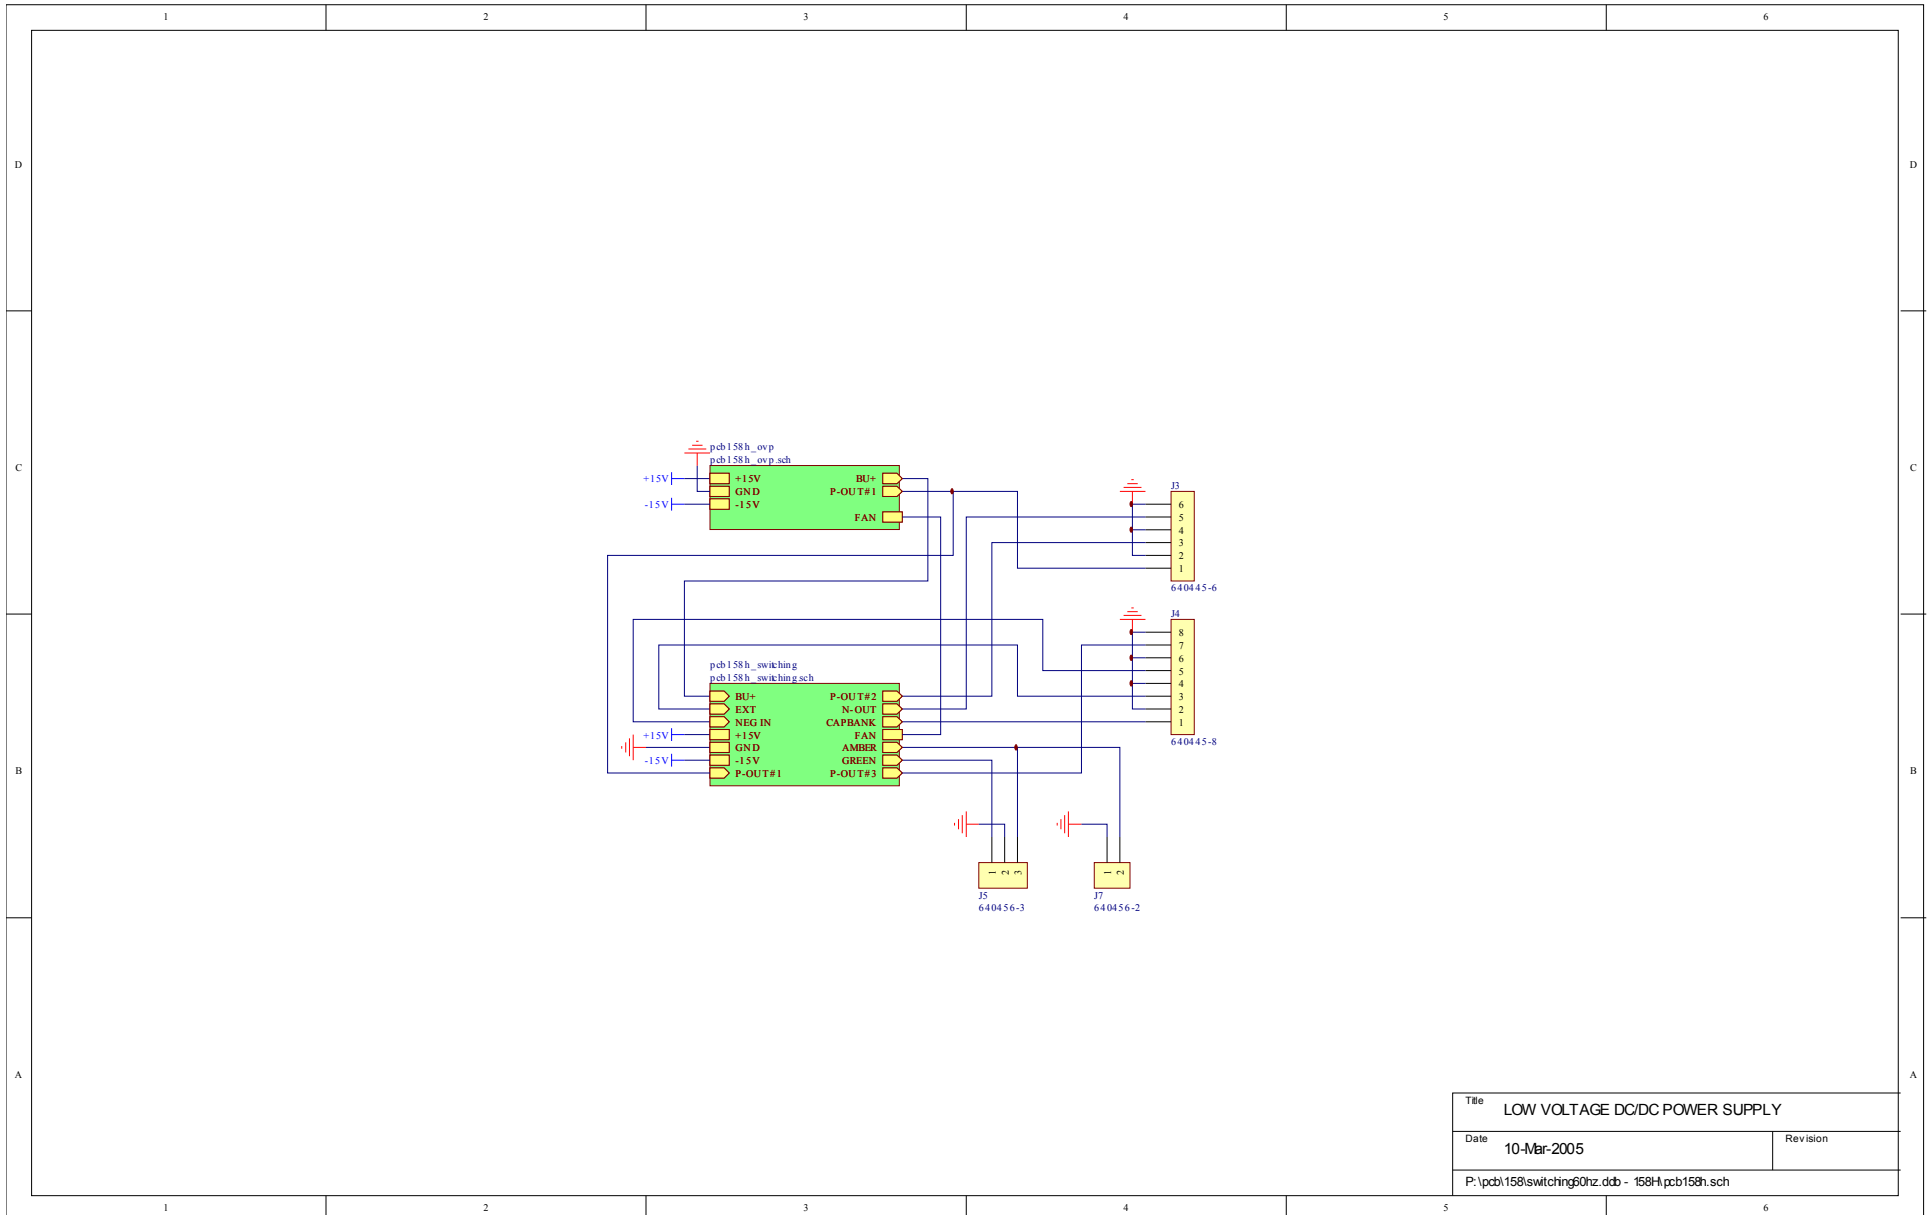 1 2 3 4 5 6
D D
C C
B B
A A
pcb158h_ovp
pcb158h_ovp.sch
+15V +15V BU+
GND P-OUT#1
-15V -15V
FAN
J3
6
5
4
3
2
1
640445-6
J4
8
7
6
5
4
3
2
1
640445-8
pcb158h_switching
pcb158h_switching.sch
BU+ P-OUT#2
EXT N-OUT
NEG IN CAPBANK
+15V +15V FAN
GND AMBER
-15V -15V GREEN
P-OUT#1 P-OUT#3
1 2 3
J5
640456-3
1 2
J7
640456-2
Title
LOW VOLTAGE DC/DC POWER SUPPLY
Date 10-Mar-2005 Revision
P:\pcb\158\switching60hz.ddb - 158H\pcb158h.sch
1 2 3 4 5 6